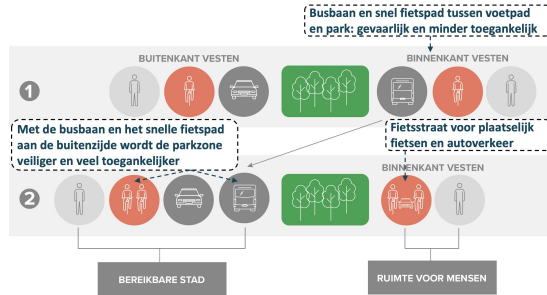 Busbaan en snel fietspad tussen voetpad
en park: gevaarlijk en minder toegankelijk
BUITENKANT VESTEN
BINNENKANT VESTEN
1
Met de busbaan en het snelle fietspad
aan de buitenzijde wordt de parkzone
veiliger en veel toegankelijker
Fietsstraat voor plaatselijk
fietsen en autoverkeer
BINNENKANT VESTEN
2
BEREIKBARE STAD
RUIMTE VOOR MENSEN